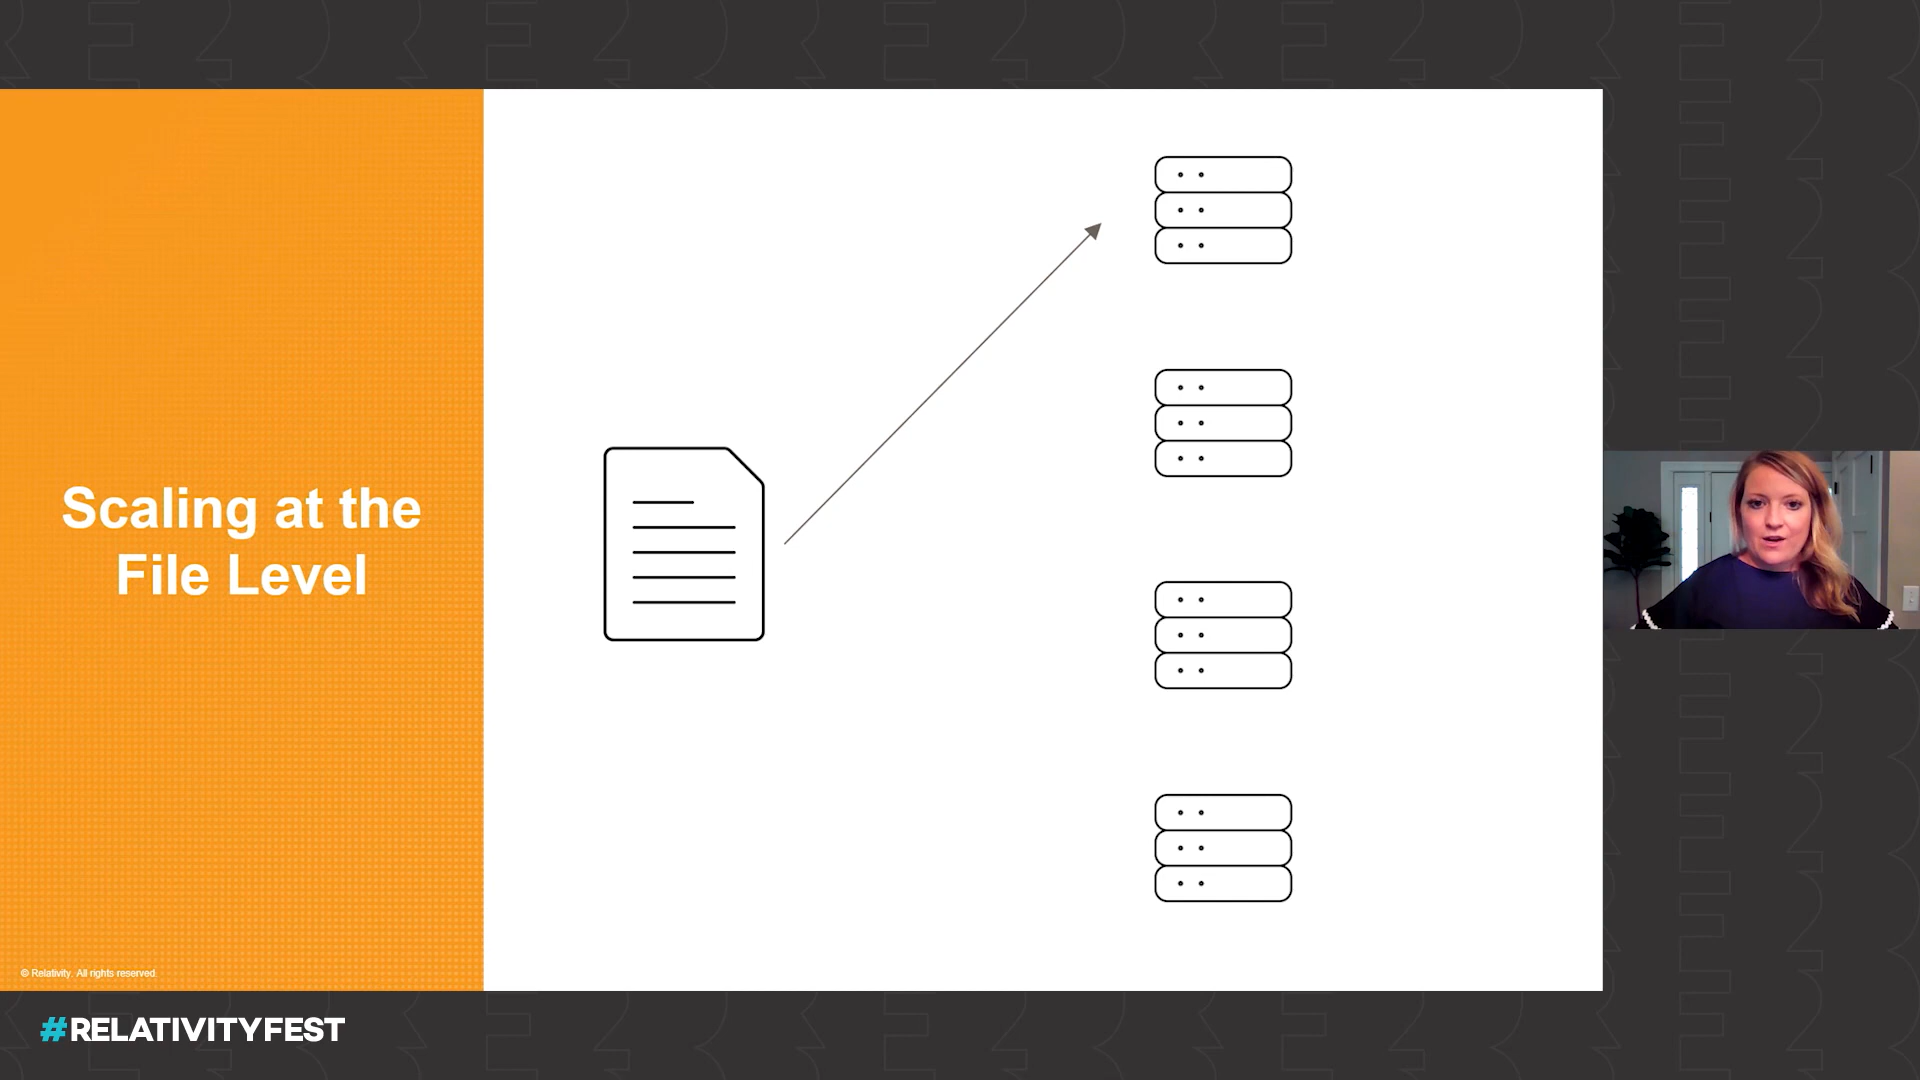 Scaling at the
File Level
© Relativity. All rights reserved.
#RELATIVITYFEST